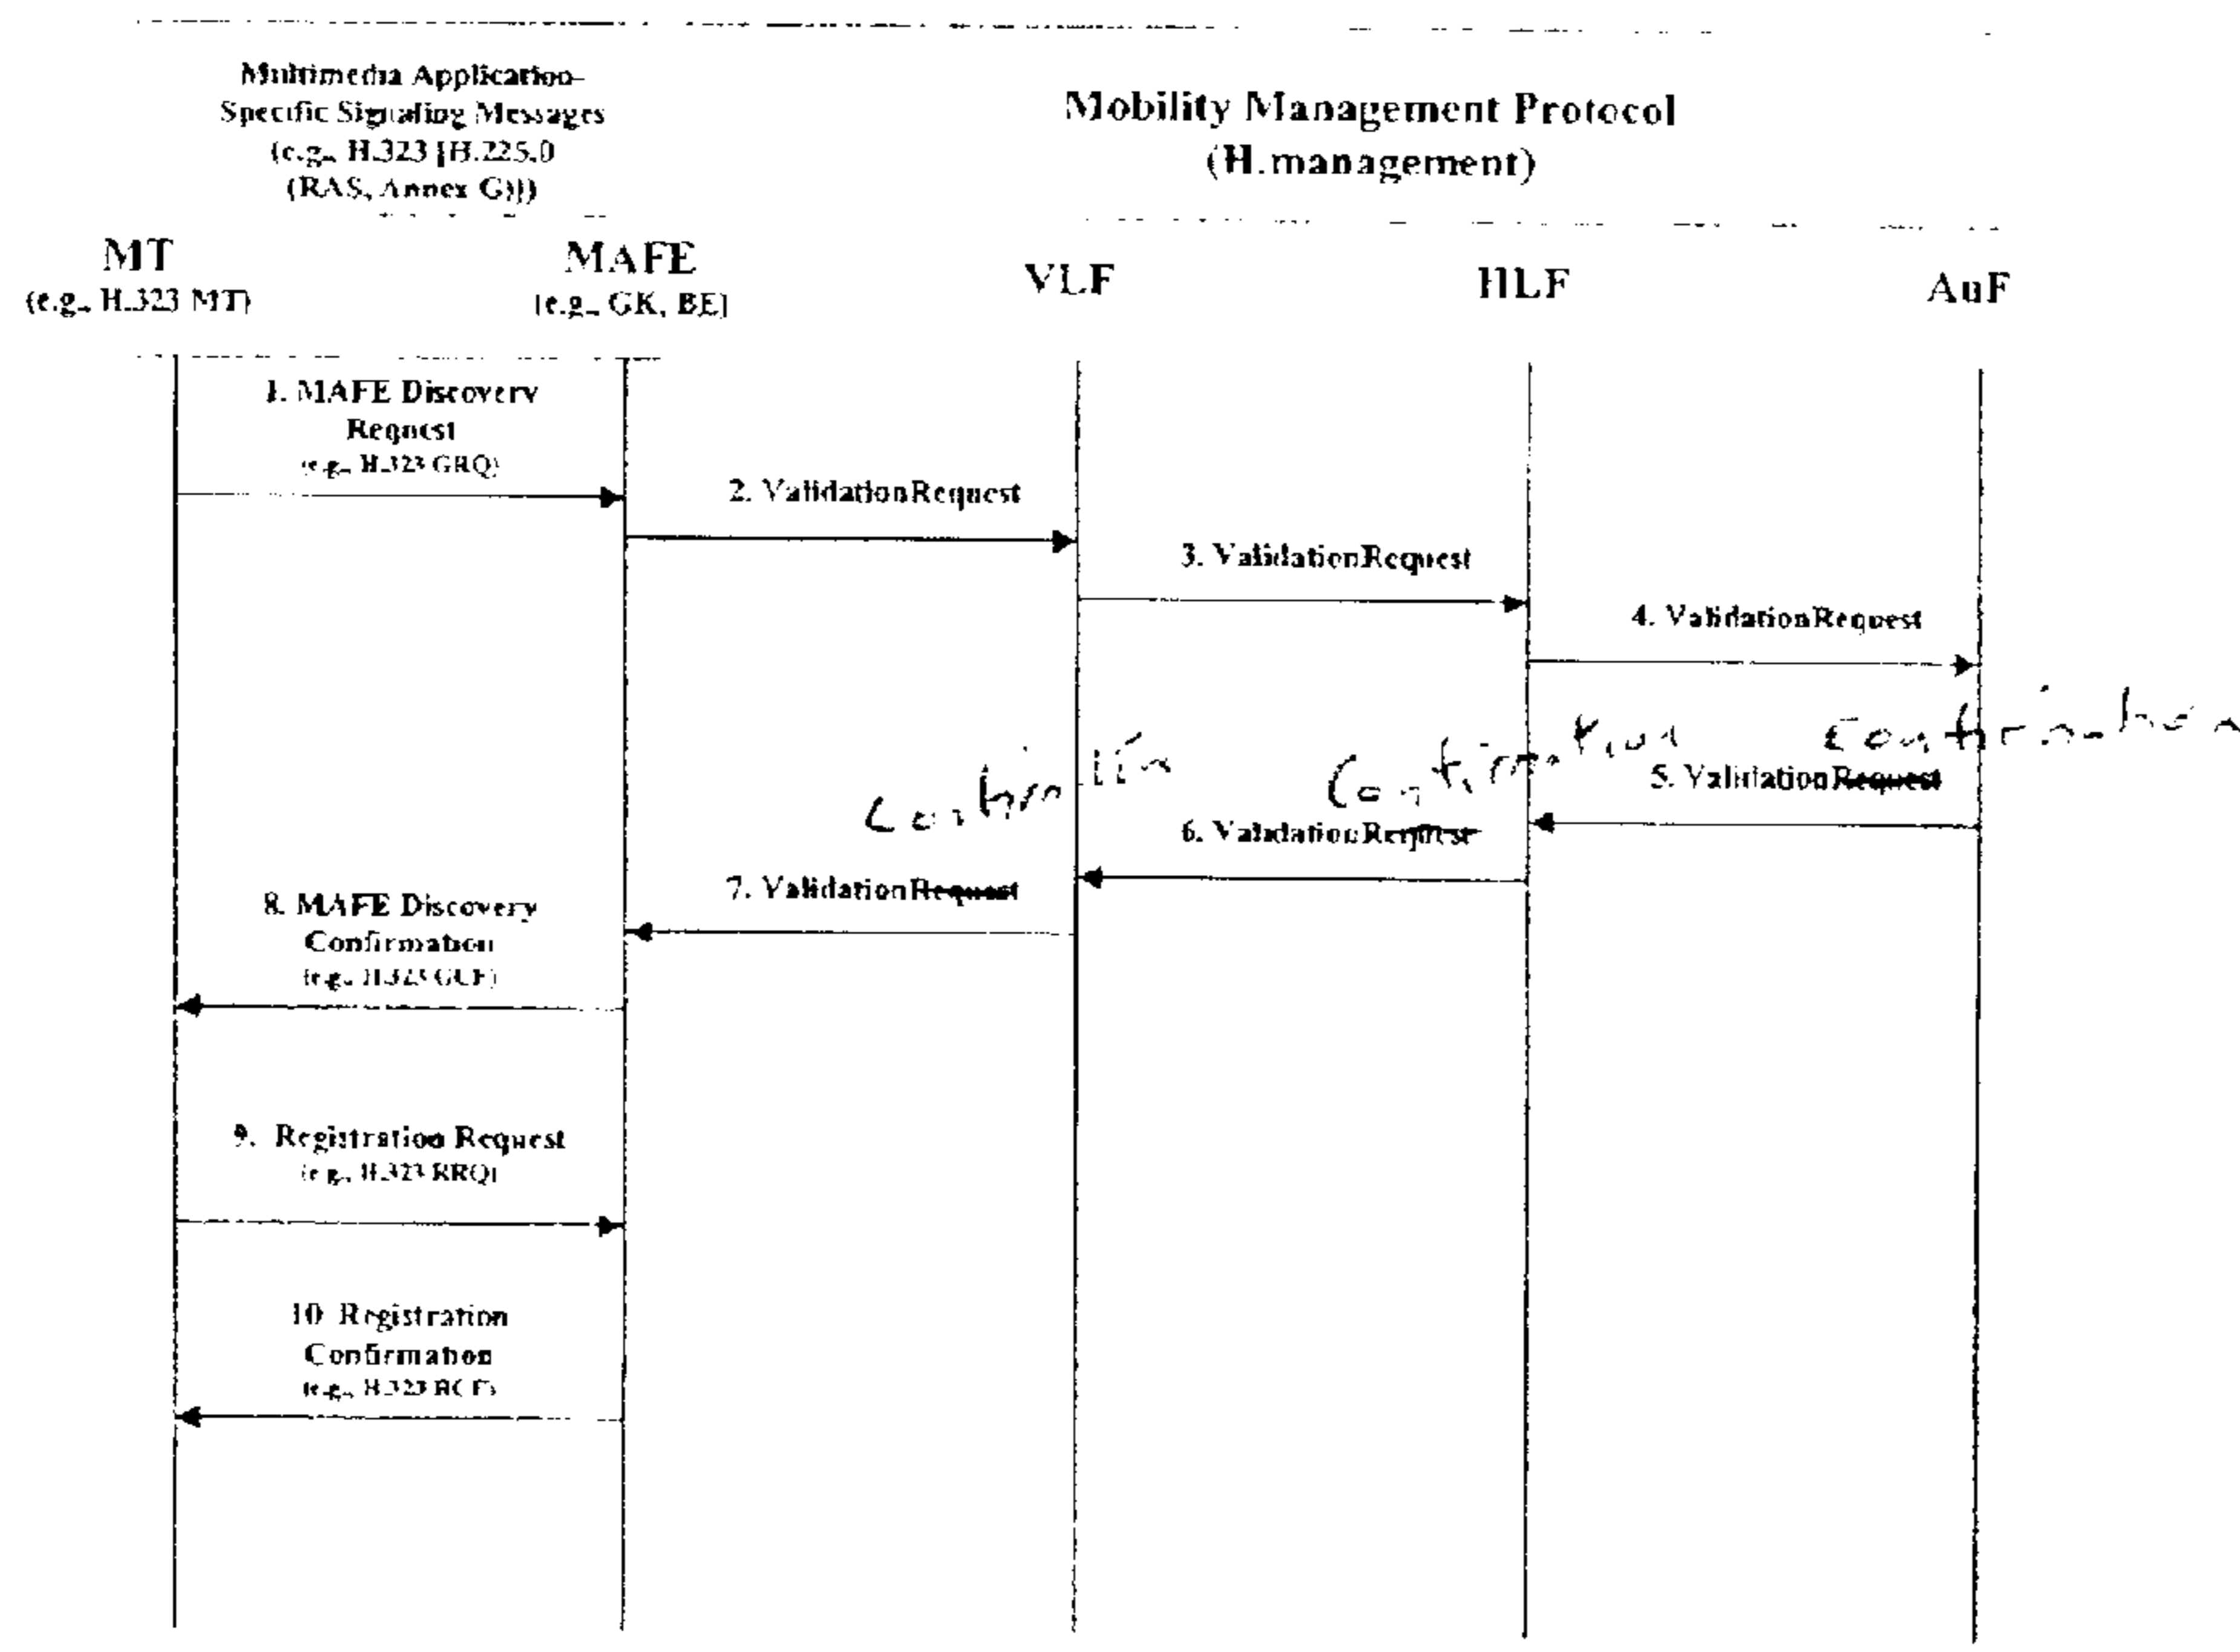 Multimedia Application-
Specific Signaling Messages
(e.g., H.323 [H.225.0
(RAS, Annex G)])
Mobility Management Protocol
(H.management)
MT
(e.g., H.323 MT)
MAFE
[e.g., GK, BE]
VLF
HLF
AuF
1. MAFE Discovery
Request
(e.g., H.323 GRQ)
2. ValidationRequest
3. ValidationRequest
4. ValidationRequest
Confirmation
5. ValidationRequest
Confirmation
6. ValidationRequest
Confirmation
7. ValidationRequest
8. MAFE Discovery
Confirmation
(e.g., H.323 GCF)
9. Registration Request
(e.g., H.323 RRQ)
10 Registration
Confirmation
(e.g., H.323 RCF)